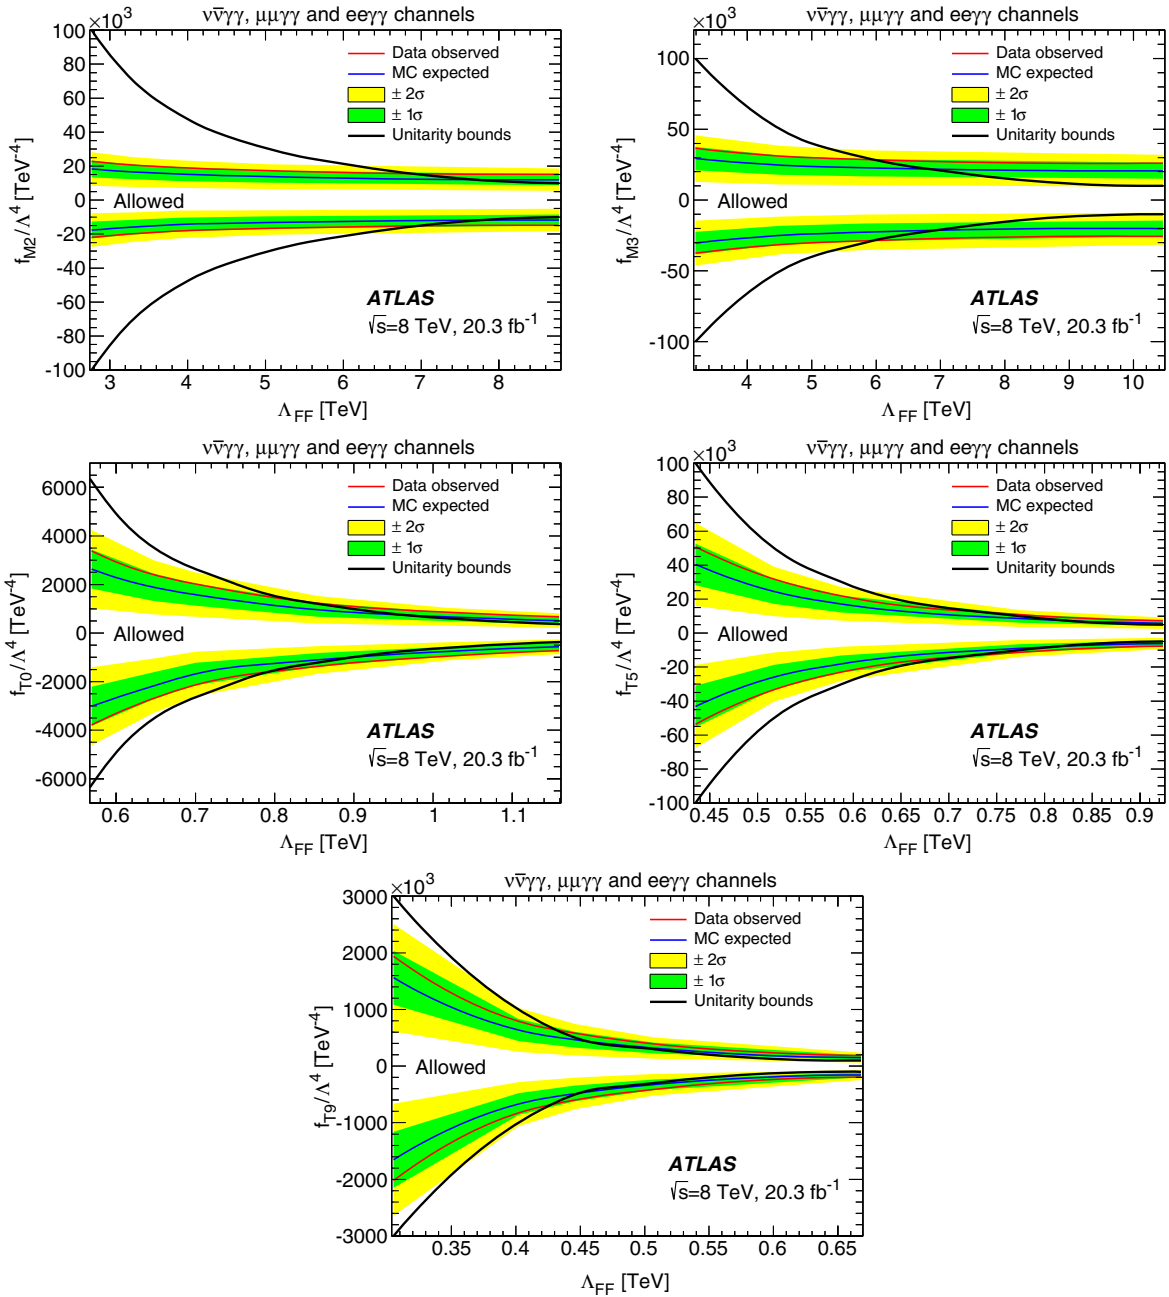 νν̄γγ, μμγγ and eeγγ channels
×10³
f_M2/Λ⁴ [TeV⁻⁴]
100
80
60
40
20
0
-20
-40
-60
-80
-100
Data observed
MC expected
± 2σ
± 1σ
Unitarity bounds
Allowed
ATLAS
√s=8 TeV, 20.3 fb⁻¹
3 4 5 6 7 8
Λ_FF [TeV]
νν̄γγ, μμγγ and eeγγ channels
×10³
f_M3/Λ⁴ [TeV⁻⁴]
100
50
0
-50
-100
Data observed
MC expected
± 2σ
± 1σ
Unitarity bounds
Allowed
ATLAS
√s=8 TeV, 20.3 fb⁻¹
4 5 6 7 8 9 10
Λ_FF [TeV]
νν̄γγ, μμγγ and eeγγ channels
f_T0/Λ⁴ [TeV⁻⁴]
6000
4000
2000
0
-2000
-4000
-6000
Data observed
MC expected
± 2σ
± 1σ
Unitarity bounds
Allowed
ATLAS
√s=8 TeV, 20.3 fb⁻¹
0.6 0.7 0.8 0.9 1 1.1
Λ_FF [TeV]
νν̄γγ, μμγγ and eeγγ channels
×10³
f_T5/Λ⁴ [TeV⁻⁴]
100
80
60
40
20
0
-20
-40
-60
-80
-100
Data observed
MC expected
± 2σ
± 1σ
Unitarity bounds
Allowed
ATLAS
√s=8 TeV, 20.3 fb⁻¹
0.45 0.5 0.55 0.6 0.65 0.7 0.75 0.8 0.85 0.9
Λ_FF [TeV]
νν̄γγ, μμγγ and eeγγ channels
×10³
f_T9/Λ⁴ [TeV⁻⁴]
3000
2000
1000
0
-1000
-2000
-3000
Data observed
MC expected
± 2σ
± 1σ
Unitarity bounds
Allowed
ATLAS
√s=8 TeV, 20.3 fb⁻¹
0.35 0.4 0.45 0.5 0.55 0.6 0.65
Λ_FF [TeV]